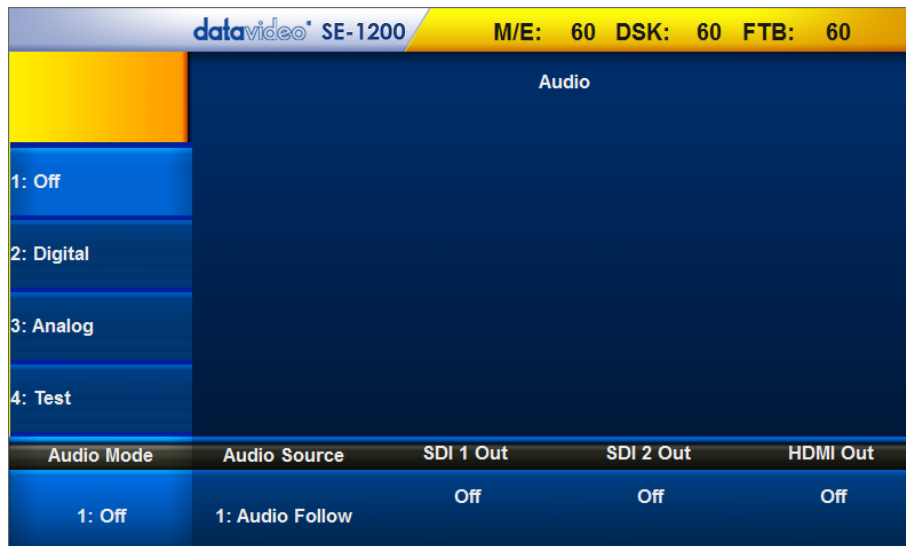 datavideo SE-1200 M/E: 60 DSK: 60 FTB: 60
Audio
1: Off
2: Digital
3: Analog
4: Test
Audio Mode Audio Source SDI 1 Out SDI 2 Out HDMI Out
1: Off 1: Audio Follow Off Off Off